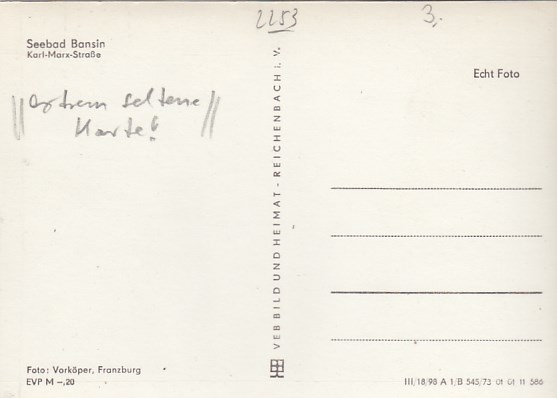 2253
3,-
Seebad Bansin
Karl-Marx-Straße
Echt Foto
extrem seltene
Karte!
VEB BILD UND HEIMAT - REICHENBACH I. V.
Foto: Vorköper, Franzburg
EVP M –,20
III/18/98 A 1/B 545/73 01 01 11 586